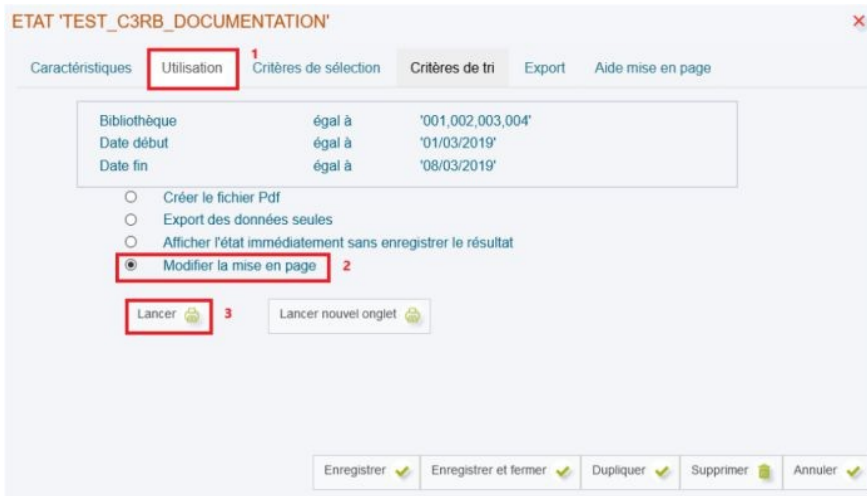 ETAT 'TEST_C3RB_DOCUMENTATION'
1
Caractéristiques Utilisation Critères de sélection Critères de tri Export Aide mise en page
Bibliothèque égal à '001,002,003,004'
Date début égal à '01/03/2019'
Date fin égal à '08/03/2019'
Créer le fichier Pdf
Export des données seules
Afficher l'état immédiatement sans enregistrer le résultat
Modifier la mise en page 2
Lancer 3 Lancer nouvel onglet
Enregistrer Enregistrer et fermer Dupliquer Supprimer Annuler